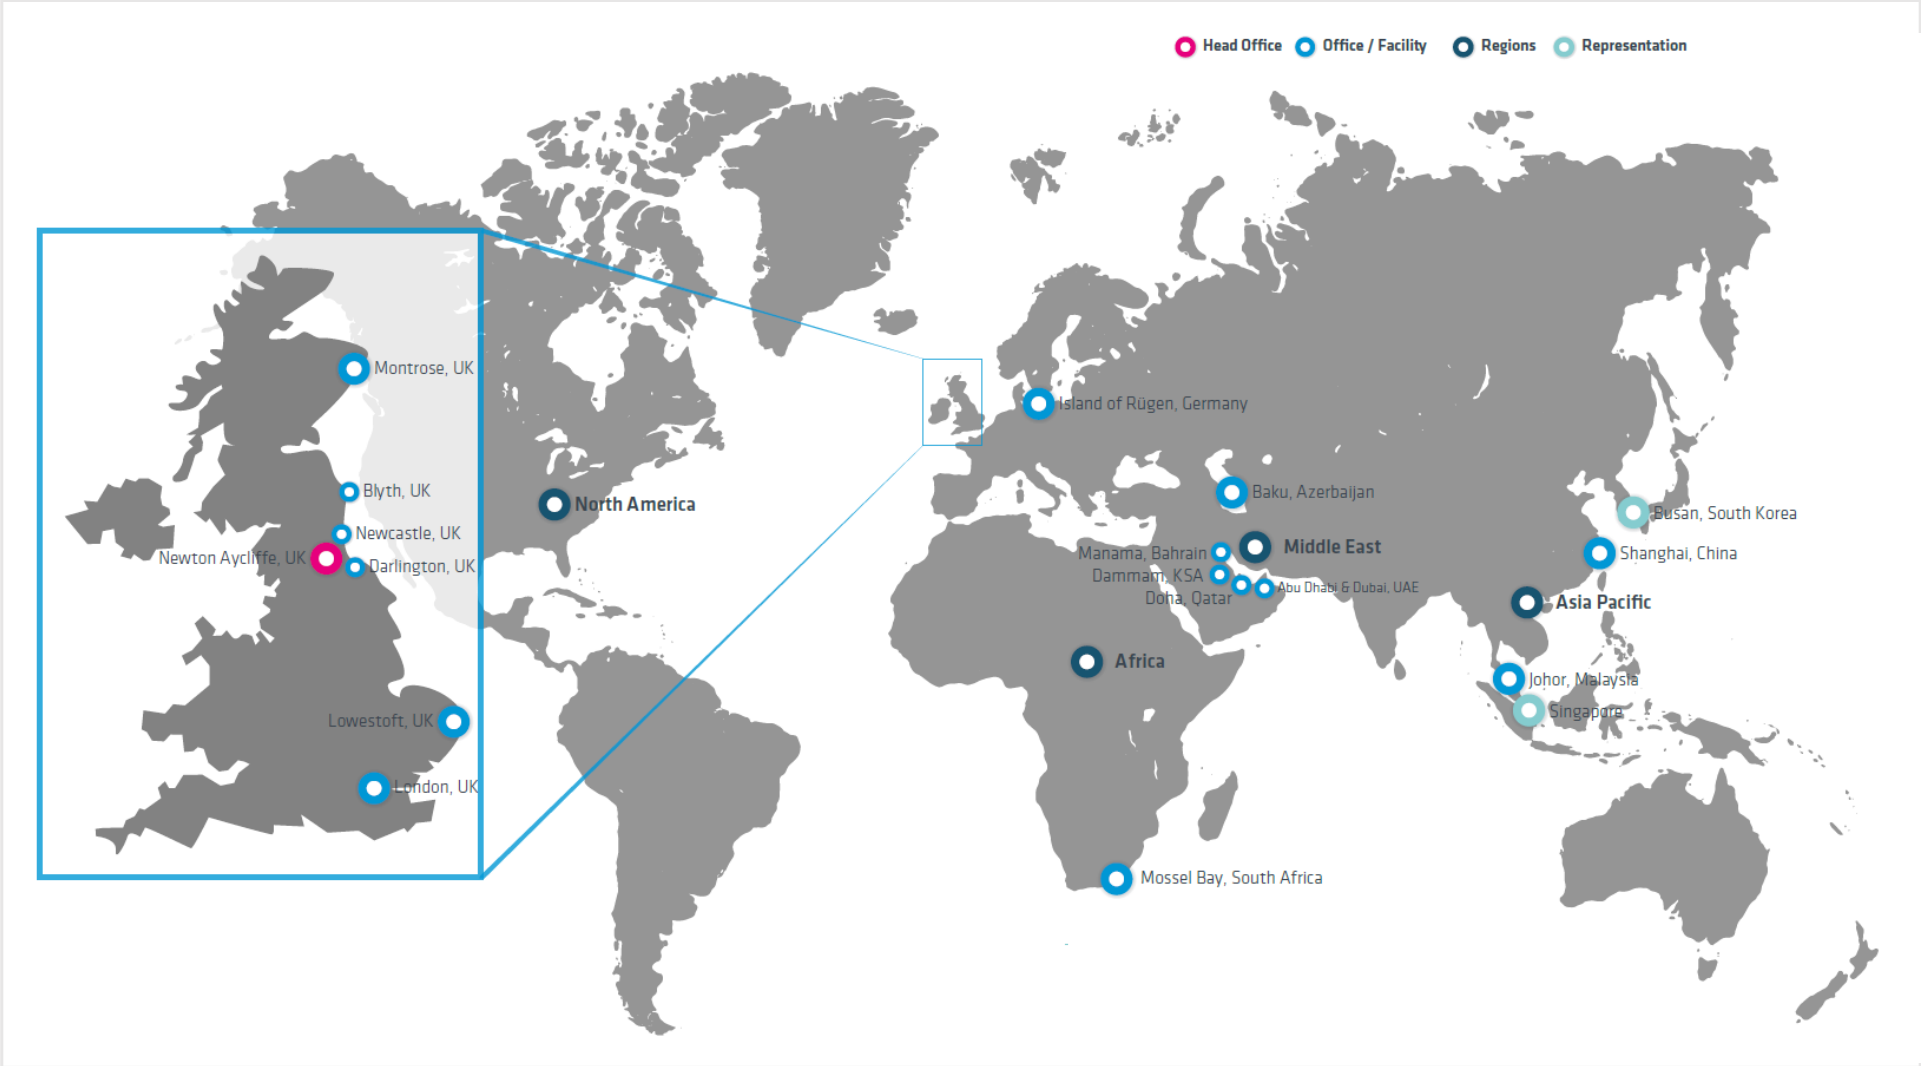 Head Office
Office / Facility
Regions
Representation
Montrose, UK
Blyth, UK
Newcastle, UK
Newton Aycliffe, UK
Darlington, UK
Lowestoft, UK
London, UK
North America
Island of Rügen, Germany
Baku, Azerbaijan
Middle East
Manama, Bahrain
Dammam, KSA
Doha, Qatar
Abu Dhabi & Dubai, UAE
Africa
Mossel Bay, South Africa
Busan, South Korea
Shanghai, China
Asia Pacific
Johor, Malaysia
Singapore